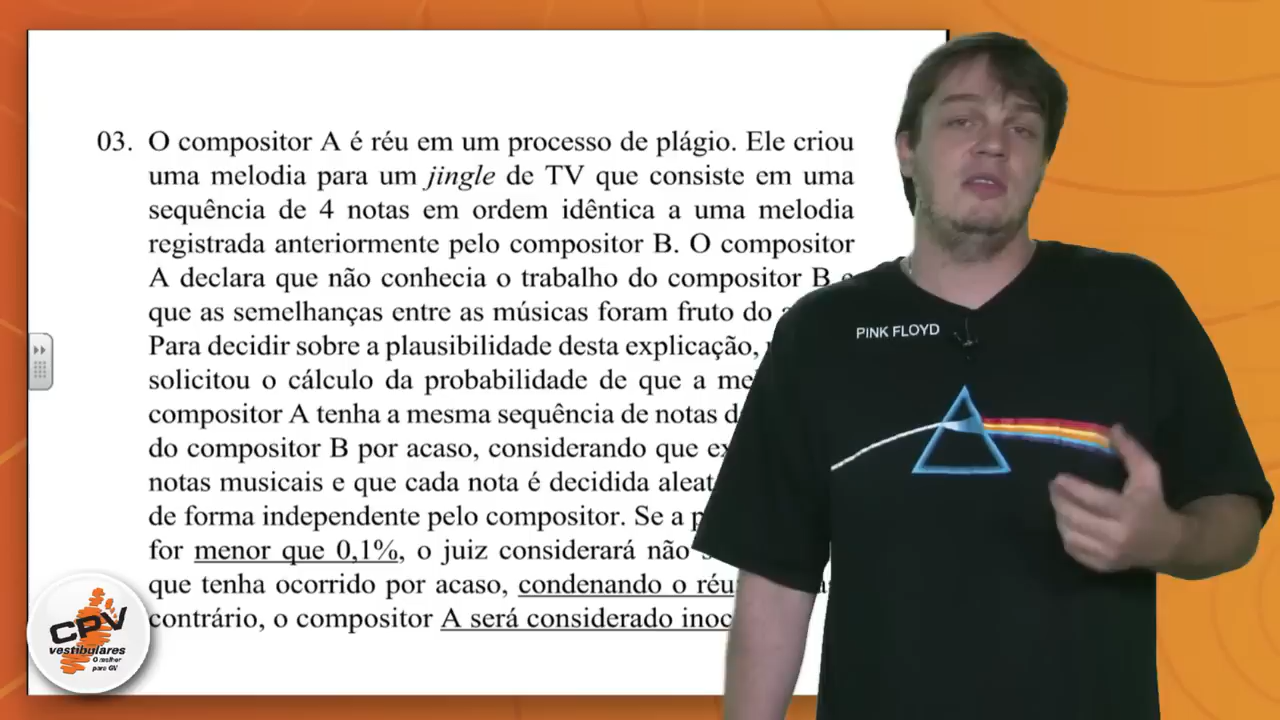 03. O compositor A é réu em um processo de plágio. Ele criou
uma melodia para um jingle de TV que consiste em uma
sequência de 4 notas em ordem idêntica a uma melodia
registrada anteriormente pelo compositor B. O compositor
A declara que não conhecia o trabalho do compositor B e
que as semelhanças entre as músicas foram fruto do
Para decidir sobre a plausibilidade desta explicação,
solicitou o cálculo da probabilidade de que a
compositor A tenha a mesma sequência de notas
do compositor B por acaso, considerando que
notas musicais e que cada nota é decidida
de forma independente pelo compositor. Se a
for menor que 0,1%, o juiz considerará não
que tenha ocorrido por acaso, condenando o réu
contrário, o compositor A será considerado
PINK FLOYD
CPV
vestibulares
O melhor
para GV